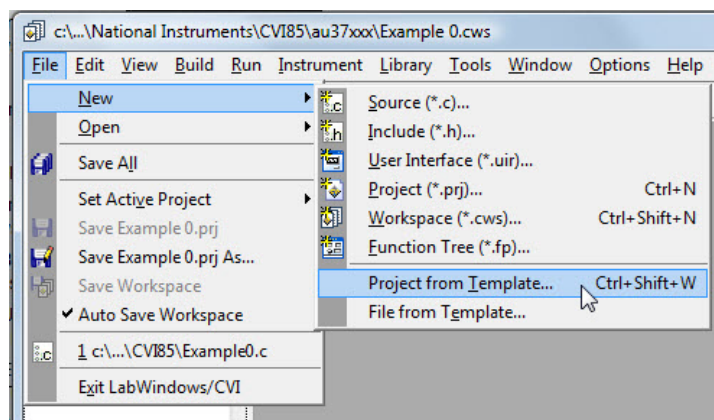 c:\...\National Instruments\CVI85\au37xxx\Example 0.cws
File Edit View Build Run Instrument Library Tools Window Options Help
New
Open
Save All
Set Active Project
Save Example 0.prj
Save Example 0.prj As...
Save Workspace
Auto Save Workspace
1 c:\...\CVI85\Example0.c
Exit LabWindows/CVI
.c Source (*.c)...
.h Include (*.h)...
User Interface (*.uir)...
Project (*.prj)... Ctrl+N
Workspace (*.cws)... Ctrl+Shift+N
Function Tree (*.fp)...
Project from Template... Ctrl+Shift+W
File from Template...